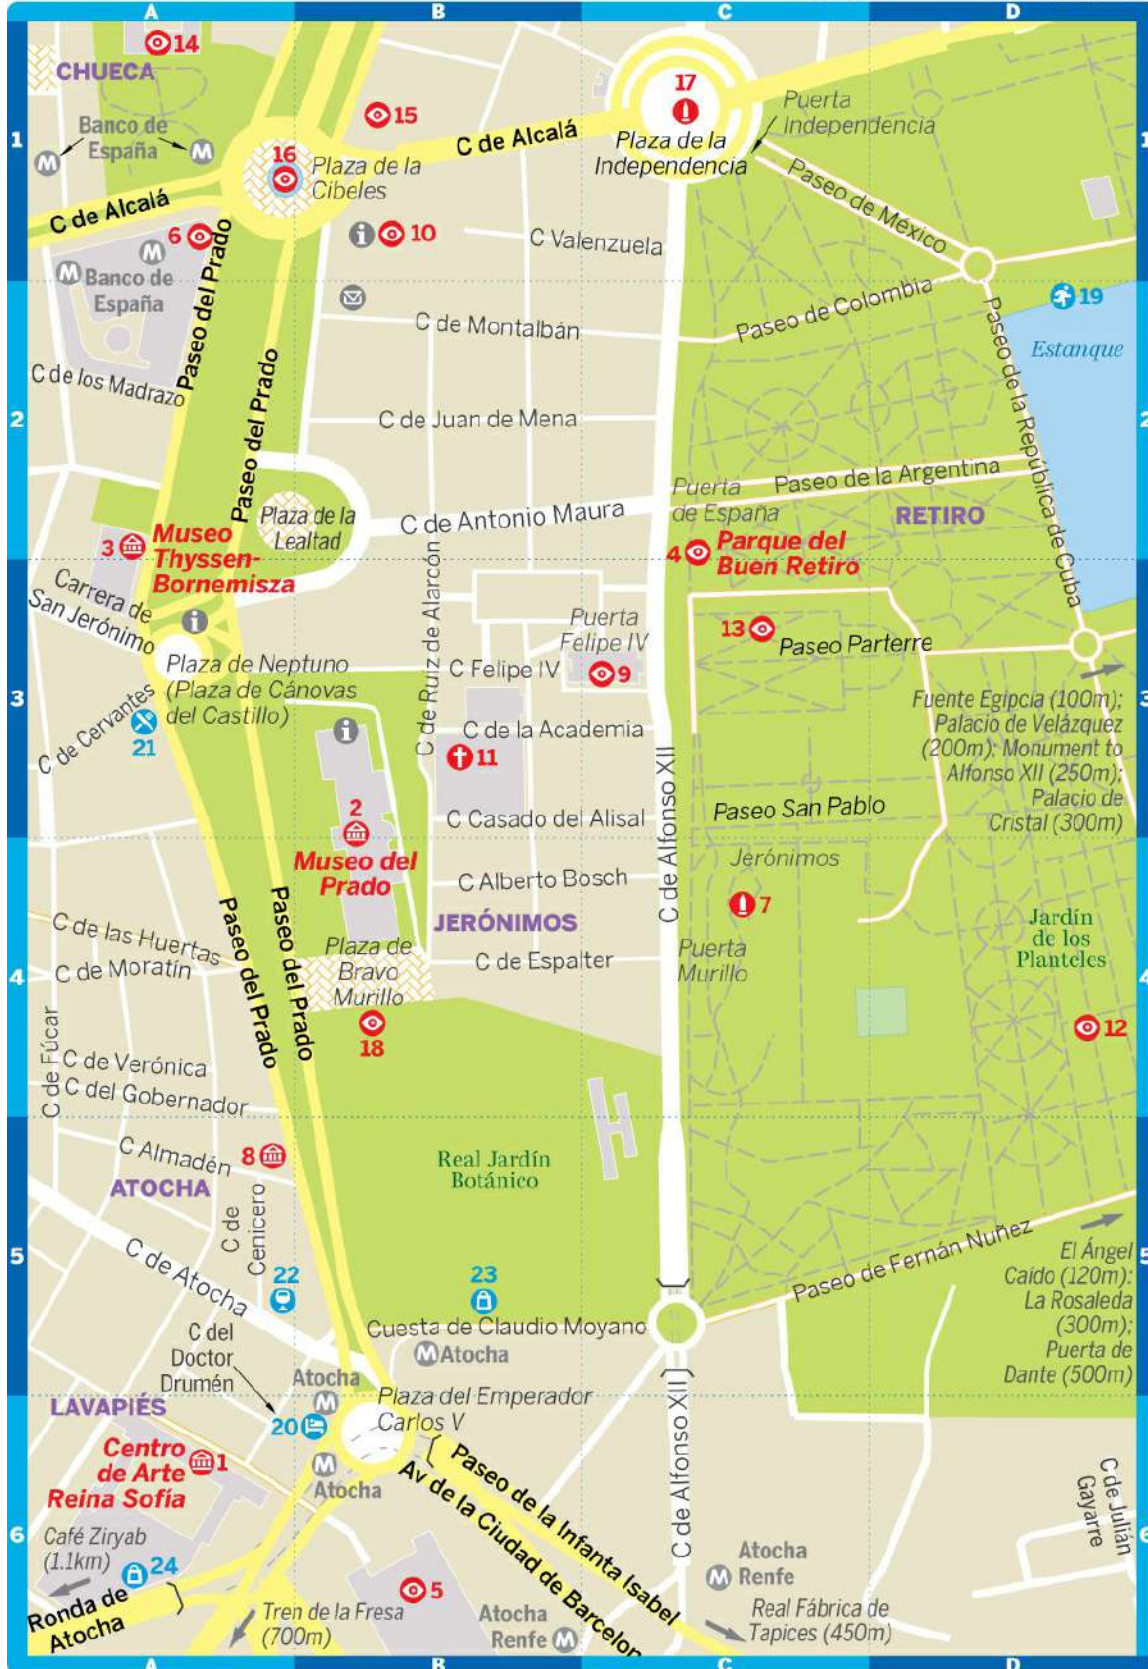 A B C D
14
CHUECA
Banco de
España
15
16
Plaza de la
Cibeles
C de Alcalá
17
Plaza de la
Independencia
Puerta
Independencia
1
1
Paseo de México
C de Alcalá
6
Banco de
España
Paseo del Prado
10
C Valenzuela
Paseo de Colombia
19
Estanque
C de Montalbán
C de los Madrazo
Paseo del Prado
C de Juan de Mena
Paseo de la República de Cuba
2
2
Plaza de la
Lealtad
C de Antonio Maura
Puerta
de España
Paseo de la Argentina
RETIRO
3
Museo
Thyssen-
Bornemisza
4
Parque del
Buen Retiro
Carrera de
San Jerónimo
C de Ruiz de Alarcón
Puerta
Felipe IV
13
Paseo Parterre
Plaza de Neptuno
(Plaza de Cánovas
del Castillo)
C Felipe IV
9
3
3
C de Cervantes
21
C de la Academia
11
Fuente Egipcia (100m);
Palacio de Velázquez
(200m); Monument to
Alfonso XII (250m);
Palacio de
Cristal (300m)
2
Museo del
Prado
C Casado del Alisal
C de Alfonso XII
Paseo San Pablo
Jerónimos
7
C Alberto Bosch
JERÓNIMOS
C de las Huertas
C de Moratín
Paseo del Prado
Paseo del Prado
Plaza de
Bravo
Murillo
C de Espalter
Puerta
Murillo
Jardín
de los
Planteles
4
4
18
12
C de Fúcar
C de Verónica
C del Gobernador
C Almadén
8
ATOCHA
C de
Cenicero
Real Jardín
Botánico
5
5
C de Atocha
22
23
Paseo de Fernán Nuñez
El Ángel
Caído (120m);
La Rosaleda
(300m);
Puerta de
Dante (500m)
Cuesta de Claudio Moyano
C del
Doctor
Drumén
Atocha
Atocha
LAVAPIÉS
20
Plaza del Emperador
Carlos V
Centro
de Arte
Reina Sofía
1
Atocha
Paseo de la Infanta Isabel
Av de la Ciudad de Barcelon
C de Alfonso XII
C de Julián
Gayarre
6
6
Café Ziryab
(1.1km)
24
Ronda de
Atocha
Tren de la Fresa
(700m)
5
Atocha
Renfe
Atocha
Renfe
Real Fábrica de
Tapices (450m)
A B C D